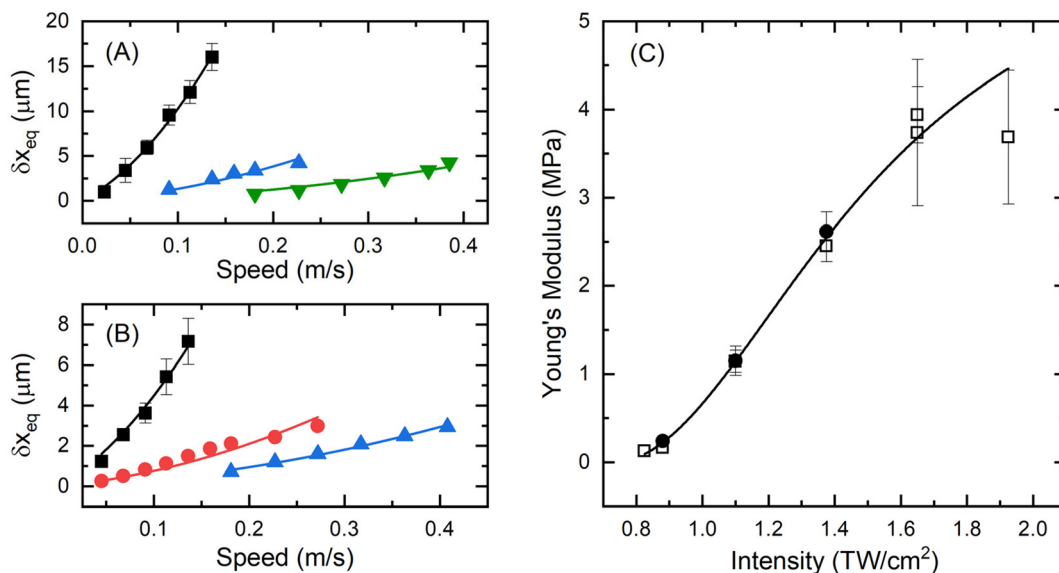 (A)
δx_eq (μm)
20
15
10
5
0
0.0 0.1 0.2 0.3 0.4
Speed (m/s)
(B)
δx_eq (μm)
8
6
4
2
0
0.1 0.2 0.3 0.4
Speed (m/s)
(C)
Young's Modulus (MPa)
5
4
3
2
1
0
0.8 1.0 1.2 1.4 1.6 1.8 2.0
Intensity (TW/cm²)